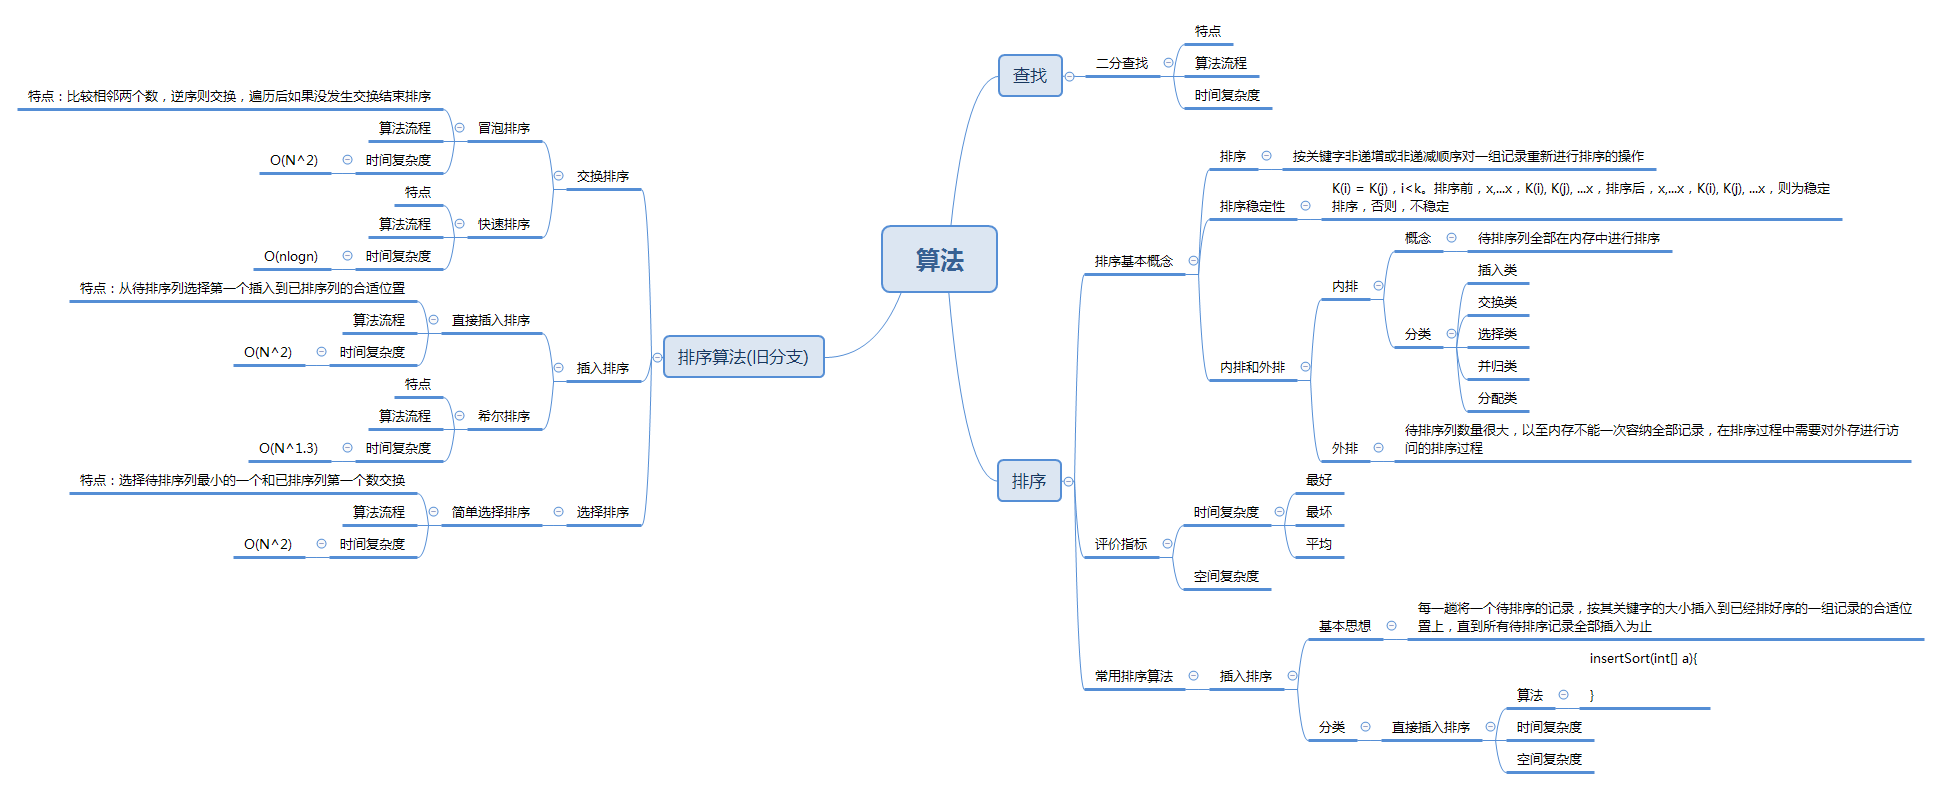 算法
查找
二分查找
特点
算法流程
时间复杂度
排序
排序基本概念
排序
按关键字非递增或非递减顺序对一组记录重新进行排序的操作
排序稳定性
K(i) = K(j)，i<k。排序前，x,...x，K(i), K(j), ...x，排序后，x,...x，K(i), K(j), ...x，则为稳定
排序，否则，不稳定
内排和外排
内排
概念
待排序列全部在内存中进行排序
分类
插入类
交换类
选择类
并归类
分配类
外排
待排序列数量很大，以至内存不能一次容纳全部记录，在排序过程中需要对外存进行访
问的排序过程
评价指标
时间复杂度
最好
最坏
平均
空间复杂度
常用排序算法
插入排序
基本思想
每一趟将一个待排序的记录，按其关键字的大小插入到已经排好序的一组记录的合适位
置上，直到所有待排序记录全部插入为止
分类
直接插入排序
算法
insertSort(int[] a){
}
时间复杂度
空间复杂度
排序算法(旧分支)
交换排序
冒泡排序
特点：比较相邻两个数，逆序则交换，遍历后如果没发生交换结束排序
算法流程
时间复杂度
O(N^2)
快速排序
特点
算法流程
时间复杂度
O(nlogn)
插入排序
直接插入排序
特点：从待排序列选择第一个插入到已排序列的合适位置
算法流程
时间复杂度
O(N^2)
希尔排序
特点
算法流程
时间复杂度
O(N^1.3)
选择排序
简单选择排序
特点：选择待排序列最小的一个和已排序列第一个数交换
算法流程
时间复杂度
O(N^2)